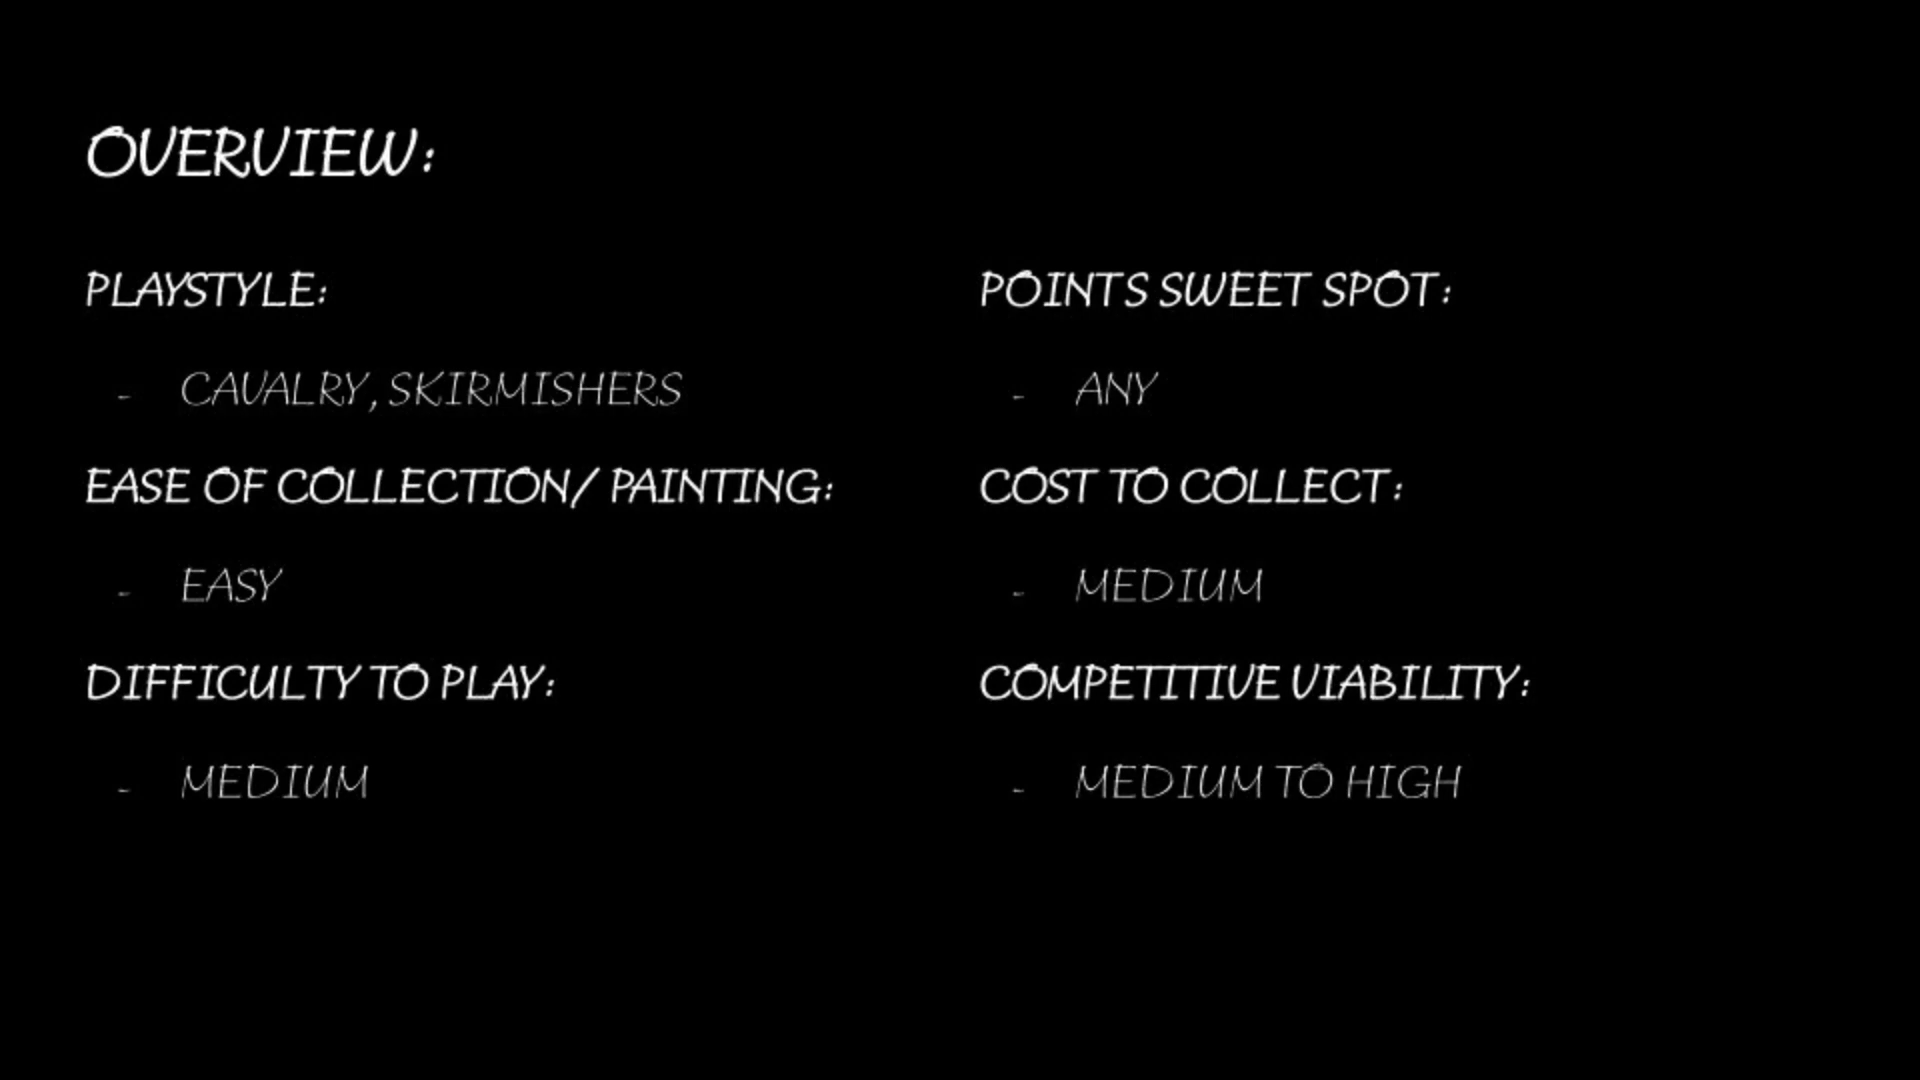 OVERVIEW:
PLAYSTYLE:
- CAVALRY, SKIRMISHERS
EASE OF COLLECTION/ PAINTING:
- EASY
DIFFICULTY TO PLAY:
- MEDIUM
POINTS SWEET SPOT:
- ANY
COST TO COLLECT:
- MEDIUM
COMPETITIVE VIABILITY:
- MEDIUM TO HIGH